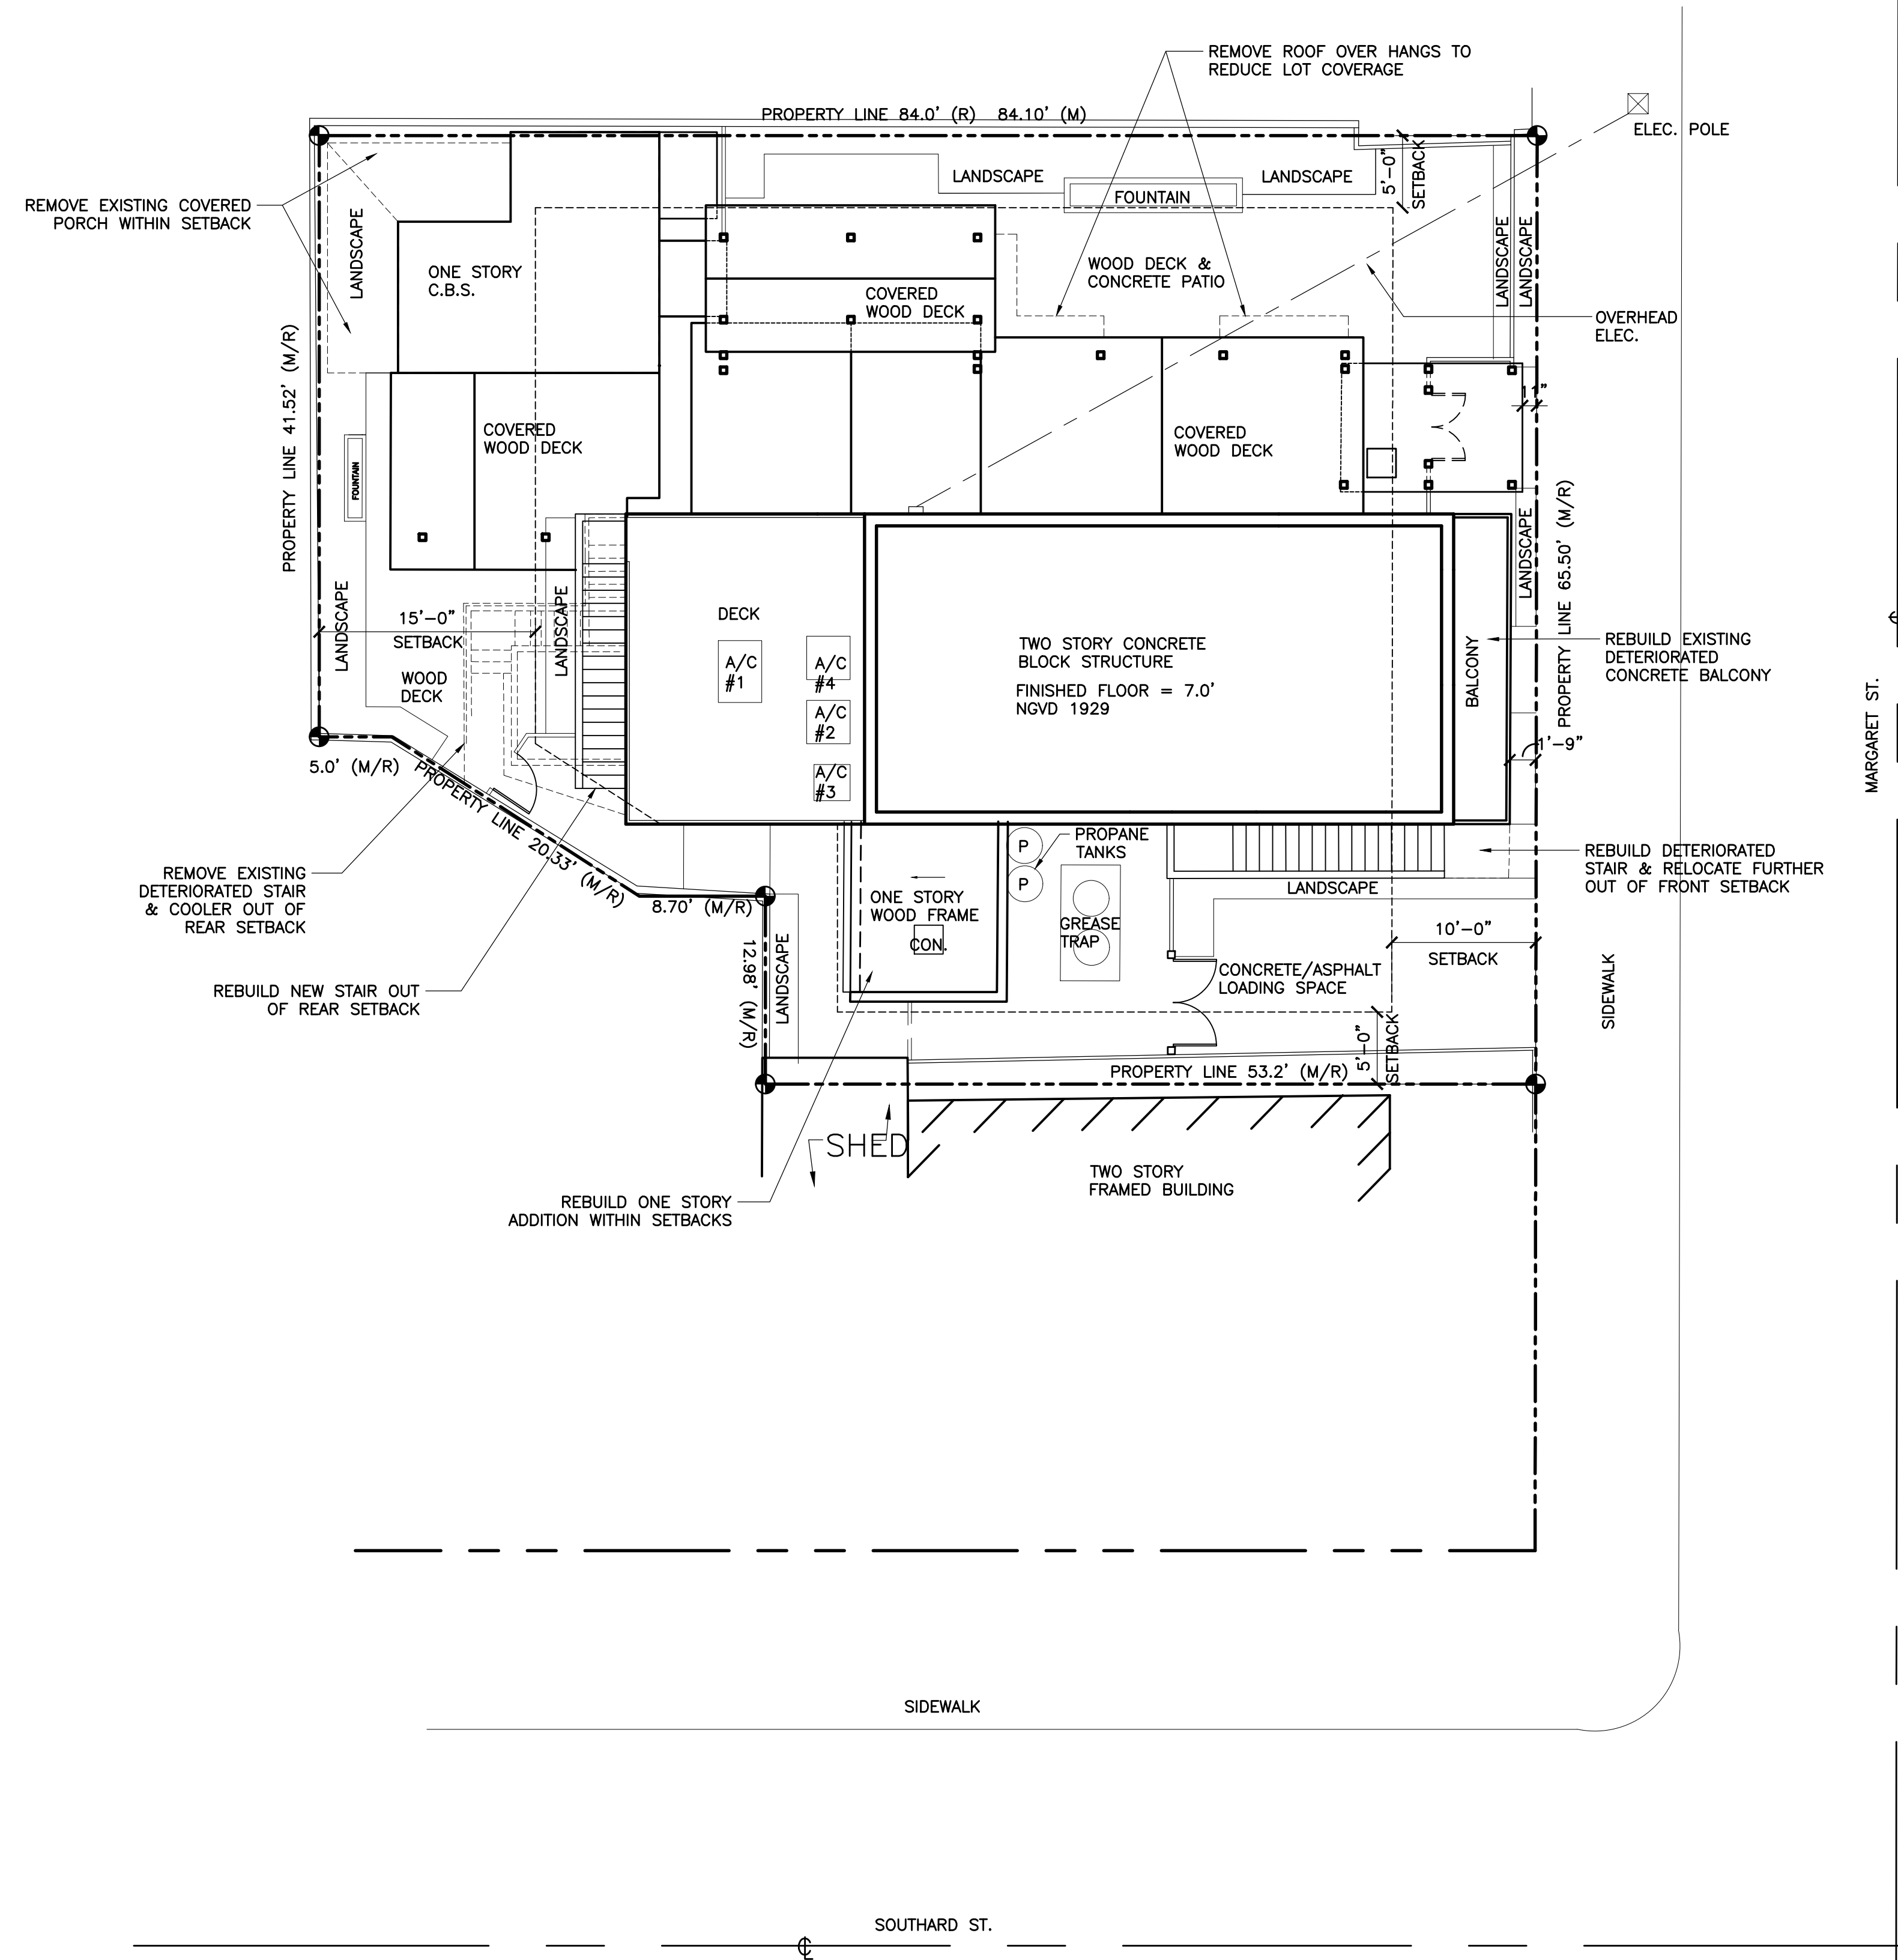 REMOVE ROOF OVER HANGS TO
REDUCE LOT COVERAGE
PROPERTY LINE 84.0' (R) 84.10' (M)
ELEC. POLE
5'-0"
SETBACK
LANDSCAPE
LANDSCAPE
FOUNTAIN
REMOVE EXISTING COVERED
PORCH WITHIN SETBACK
LANDSCAPE
LANDSCAPE
LANDSCAPE
ONE STORY
C.B.S.
WOOD DECK &
CONCRETE PATIO
COVERED
WOOD DECK
OVERHEAD
ELEC.
PROPERTY LINE 41.52' (M/R)
11"
COVERED
WOOD DECK
COVERED
WOOD DECK
FOUNTAIN
LANDSCAPE
PROPERTY LINE 65.50' (M/R)
15'-0"
SETBACK
LANDSCAPE
LANDSCAPE
DECK
TWO STORY CONCRETE
BLOCK STRUCTURE
FINISHED FLOOR = 7.0'
NGVD 1929
BALCONY
REBUILD EXISTING
DETERIORATED
CONCRETE BALCONY
A/C
#1
A/C
#4
A/C
#2
A/C
#3
WOOD
DECK
MARGARET ST.
1'-9"
5.0' (M/R)
PROPERTY LINE 20.33' (M/R)
PROPANE
TANKS
P
P
REBUILD DETERIORATED
STAIR & RELOCATE FURTHER
OUT OF FRONT SETBACK
REMOVE EXISTING
DETERIORATED STAIR
& COOLER OUT OF
REAR SETBACK
8.70' (M/R)
LANDSCAPE
ONE STORY
WOOD FRAME
CON.
GREASE
TRAP
10'-0"
SETBACK
12.98' (M/R)
LANDSCAPE
CONCRETE/ASPHALT
LOADING SPACE
SIDEWALK
REBUILD NEW STAIR OUT
OF REAR SETBACK
5'-0"
SETBACK
PROPERTY LINE 53.2' (M/R)
SHED
TWO STORY
FRAMED BUILDING
REBUILD ONE STORY
ADDITION WITHIN SETBACKS
SIDEWALK
SOUTHARD ST.